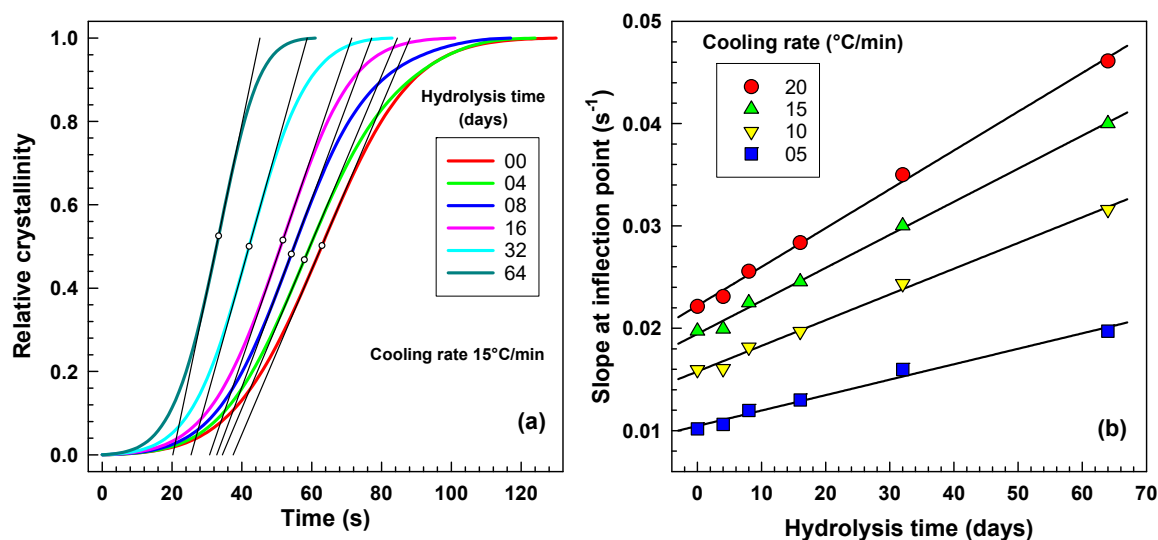 Relative crystallinity
1.0
0.8
0.6
0.4
0.2
0.0
Hydrolysis time
(days)
00
04
08
16
32
64
Cooling rate 15°C/min
(a)
0 20 40 60 80 100 120
Time (s)
Slope at inflection point (s⁻¹)
0.05
0.04
0.03
0.02
0.01
Cooling rate (°C/min)
20
15
10
05
(b)
0 10 20 30 40 50 60 70
Hydrolysis time (days)